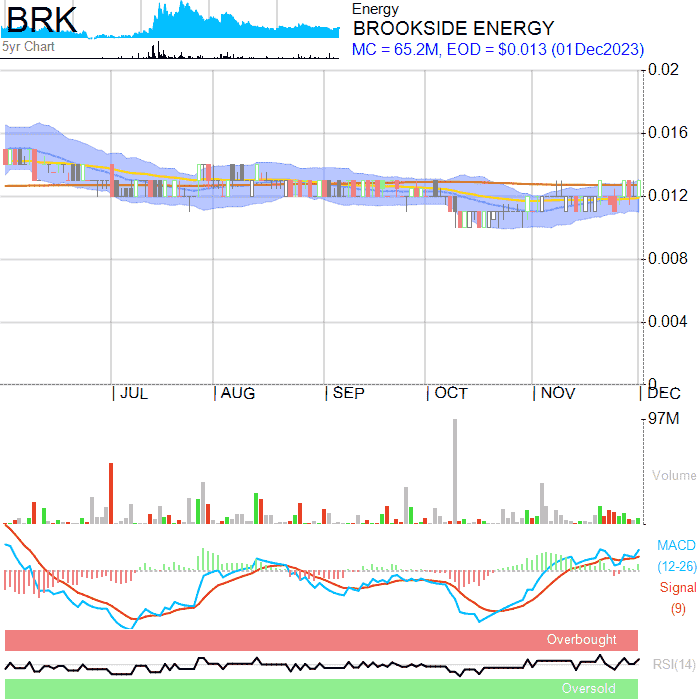 BRK
5yr Chart
Energy
BROOKSIDE ENERGY
MC = 65.2M, EOD = $0.013 (01Dec2023)
0.02
0.016
0.012
0.008
0.004
0
JUL AUG SEP OCT NOV DEC
97M
Volume
MACD
(12-26)
Signal
(9)
Overbought
RSI(14)
Oversold